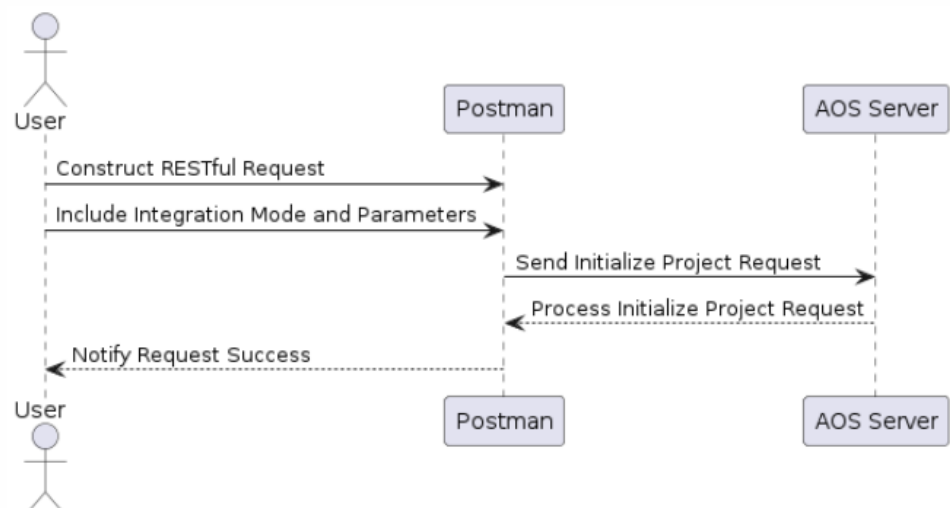 User
Postman
AOS Server
Construct RESTful Request
Include Integration Mode and Parameters
Send Initialize Project Request
Process Initialize Project Request
Notify Request Success
User
Postman
AOS Server